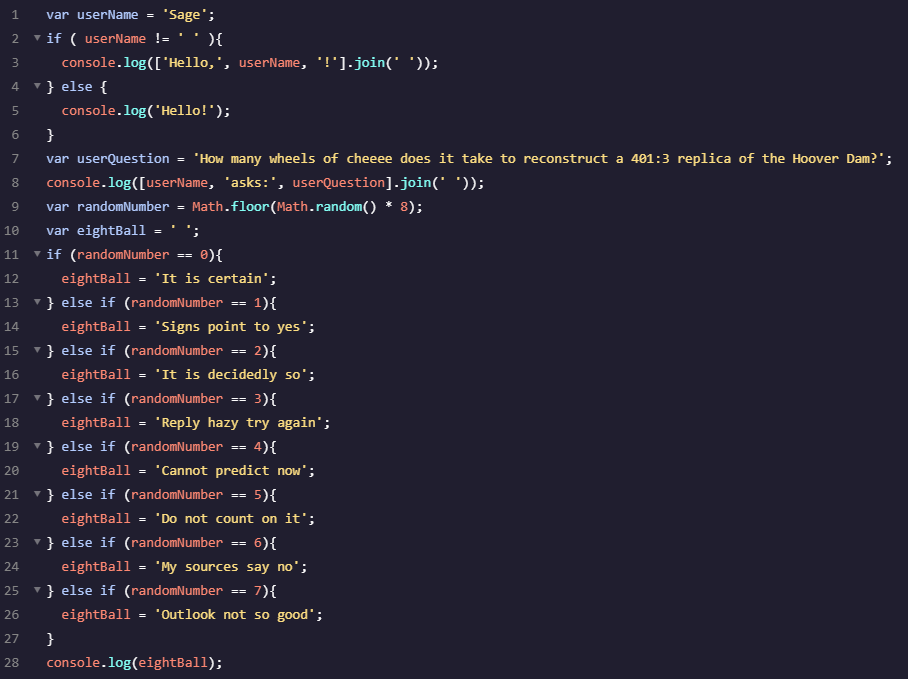 1 var userName = 'Sage';
2 if ( userName != ' ' ){
3 console.log(['Hello,', userName, '!'].join(' '));
4 } else {
5 console.log('Hello!');
6 }
7 var userQuestion = 'How many wheels of cheeee does it take to reconstruct a 401:3 replica of the Hoover Dam?';
8 console.log([userName, 'asks:', userQuestion].join(' '));
9 var randomNumber = Math.floor(Math.random() * 8);
10 var eightBall = ' ';
11 if (randomNumber == 0){
12 eightBall = 'It is certain';
13 } else if (randomNumber == 1){
14 eightBall = 'Signs point to yes';
15 } else if (randomNumber == 2){
16 eightBall = 'It is decidedly so';
17 } else if (randomNumber == 3){
18 eightBall = 'Reply hazy try again';
19 } else if (randomNumber == 4){
20 eightBall = 'Cannot predict now';
21 } else if (randomNumber == 5){
22 eightBall = 'Do not count on it';
23 } else if (randomNumber == 6){
24 eightBall = 'My sources say no';
25 } else if (randomNumber == 7){
26 eightBall = 'Outlook not so good';
27 }
28 console.log(eightBall);